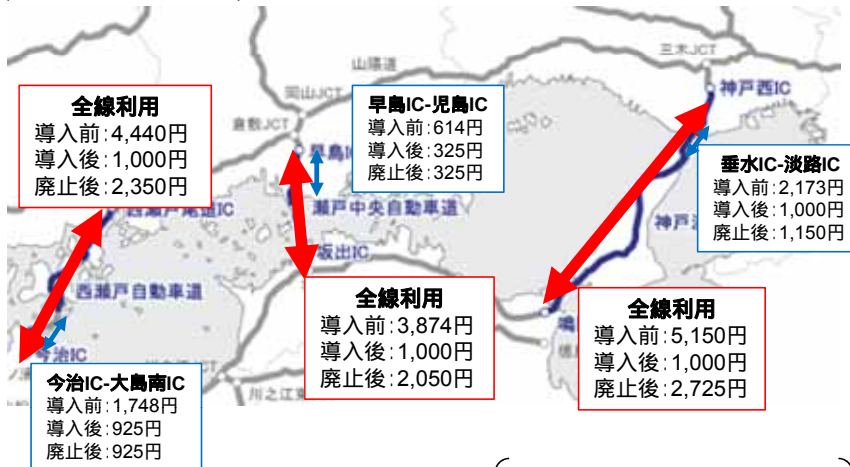 三木JCT
山陽道
神戸西IC
岡山JCT
倉敷JCT
全線利用
導入前:4,440円
導入後:1,000円
廃止後:2,350円
早島IC-児島IC
導入前:614円
導入後:325円
廃止後:325円
垂水IC-淡路IC
導入前:2,173円
導入後:1,000円
廃止後:1,150円
西瀬戸尾道IC
瀬戸中央自動車道
坂出IC
西瀬戸自動車道
全線利用
導入前:3,874円
導入後:1,000円
廃止後:2,050円
全線利用
導入前:5,150円
導入後:1,000円
廃止後:2,725円
今治IC
今治IC-大島南IC
導入前:1,748円
導入後:925円
廃止後:925円